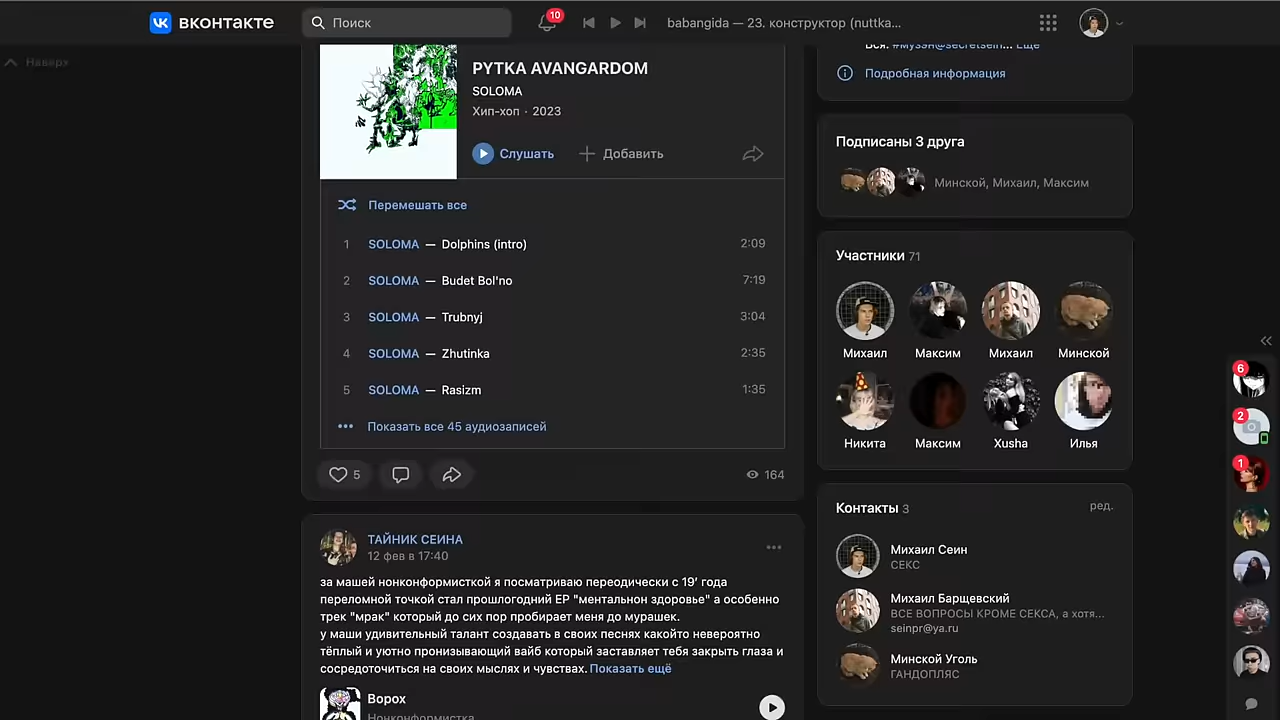 вконтакте
Поиск
10
babangida — 23. конструктор (nuttka...
Наверх
PYTKA AVANGARDOM
SOLOMA
Хип-хоп · 2023
Слушать
Добавить
Перемешать все
1 SOLOMA — Dolphins (intro) 2:09
2 SOLOMA — Budet Bol'no 7:19
3 SOLOMA — Trubnyj 3:04
4 SOLOMA — Zhutinka 2:35
5 SOLOMA — Rasizm 1:35
Показать все 45 аудиозаписей
5
164
ТАЙНИК СЕИНА
12 фев в 17:40
за машей нонконформисткой я посматриваю переодически с 19’ года
переломной точкой стал прошлогодний EP "ментальнон здоровье" а особенно
трек "мрак" который до сих пор пробирает меня до мурашек.
у маши удивительный талант создавать в своих песнях какойто невероятно
тёплый и уютно пронизывающий вайб который заставляет тебя закрыть глаза и
сосредоточиться на своих мыслях и чувствах. Показать ещё
Ворох
Нонконформистка
Подробная информация
Подписаны 3 друга
Минской, Михаил, Максим
Участники 71
Михаил Максим Михаил Минской
Никита Максим Xusha Илья
Контакты 3
ред.
Михаил Сеин
СЕКС
Михаил Барщевский
ВСЕ ВОПРОСЫ КРОМЕ СЕКСА, а хотя...
seinpr@ya.ru
Минской Уголь
ГАНДОПЛЯС
6
2
1